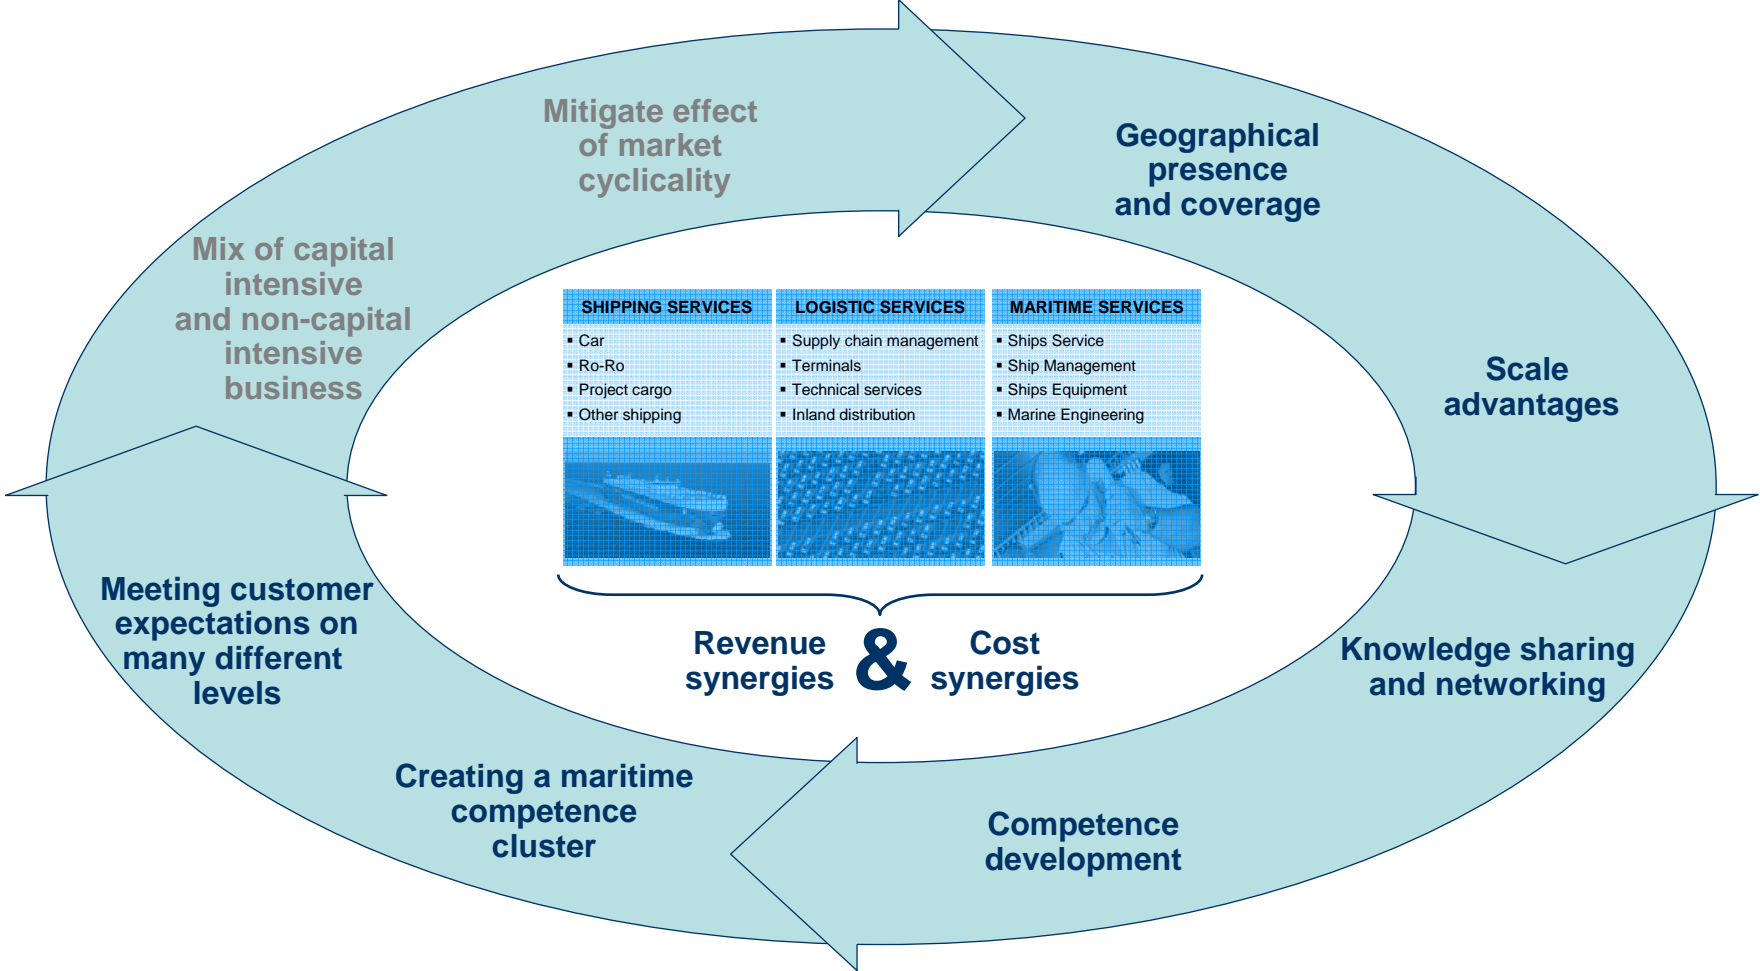 Mitigate effect
of market
cyclicality
Geographical
presence
and coverage
Mix of capital
intensive
and non-capital
intensive
business
Scale
advantages
SHIPPING SERVICES
▪ Car
▪ Ro-Ro
▪ Project cargo
▪ Other shipping
LOGISTIC SERVICES
▪ Supply chain management
▪ Terminals
▪ Technical services
▪ Inland distribution
MARITIME SERVICES
▪ Ships Service
▪ Ship Management
▪ Ships Equipment
▪ Marine Engineering
Meeting customer
expectations on
many different
levels
Revenue
synergies
&
Cost
synergies
Knowledge sharing
and networking
Creating a maritime
competence
cluster
Competence
development